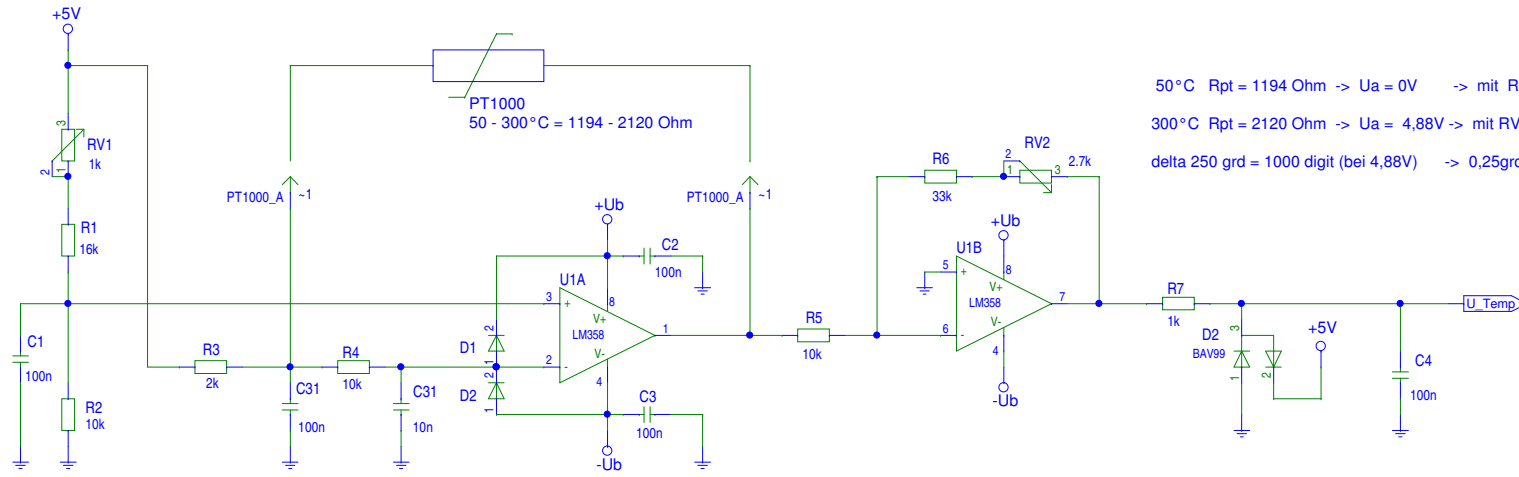 +5V
3
RV1
1k
2
1
R1
16k
C1
100n
R2
10k
R3
2k
PT1000_A
~1
PT1000
50 - 300°C = 1194 - 2120 Ohm
PT1000_A
~1
C31
100n
R4
10k
C31
10n
D1
2
1
D2
2
1
+Ub
C2
100n
U1A
3
+
8
V+
LM358
V-
2
-
4
1
C3
100n
-Ub
R5
10k
R6
33k
RV2
2
1
3
2.7k
+Ub
U1B
5
+
8
V+
LM358
V-
6
-
4
7
-Ub
50°C Rpt = 1194 Ohm -> Ua = 0V -> mit R
300°C Rpt = 2120 Ohm -> Ua = 4,88V -> mit RV
delta 250 grd = 1000 digit (bei 4,88V) -> 0,25grd
R7
1k
D2
BAV99
3
1
2
+5V
C4
100n
U_Temp